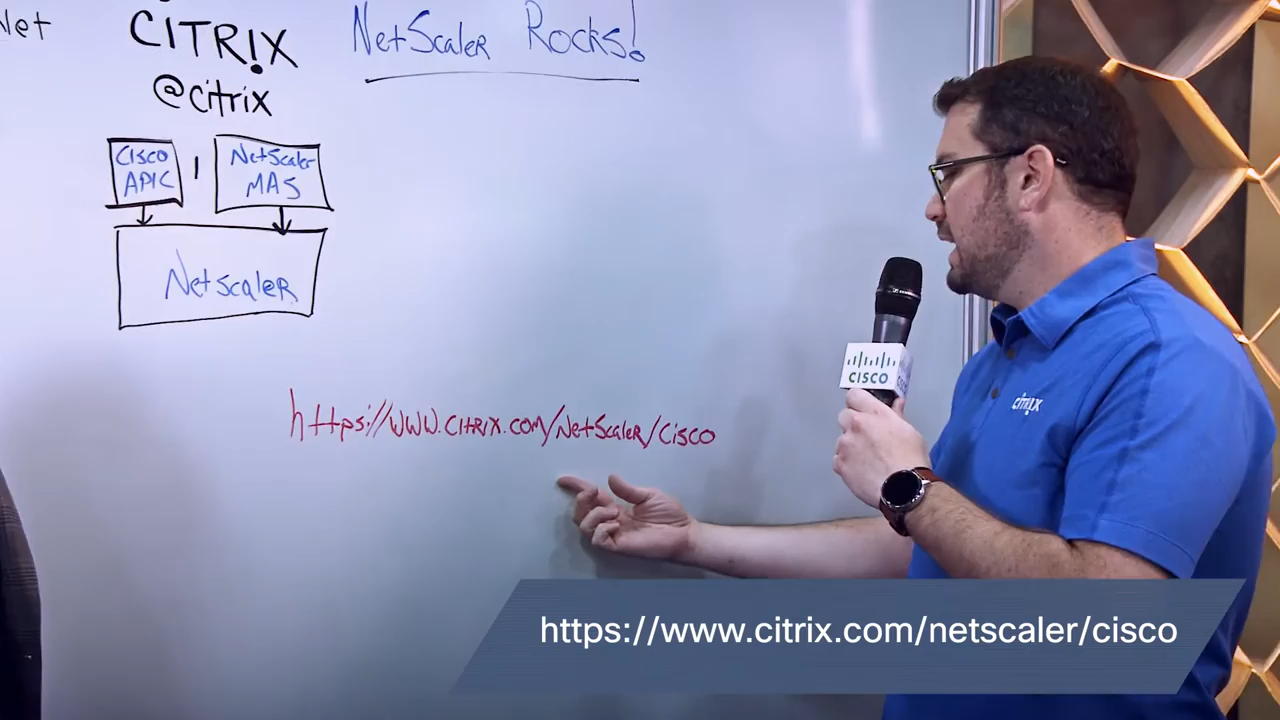 Net
CITRIX
@citrix
NetScaler Rocks!
Cisco
APIC
NetScaler
MAS
NetscaleR
https://www.citrix.com/NetScaler/Cisco
CISCO
citrix
https://www.citrix.com/netscaler/cisco